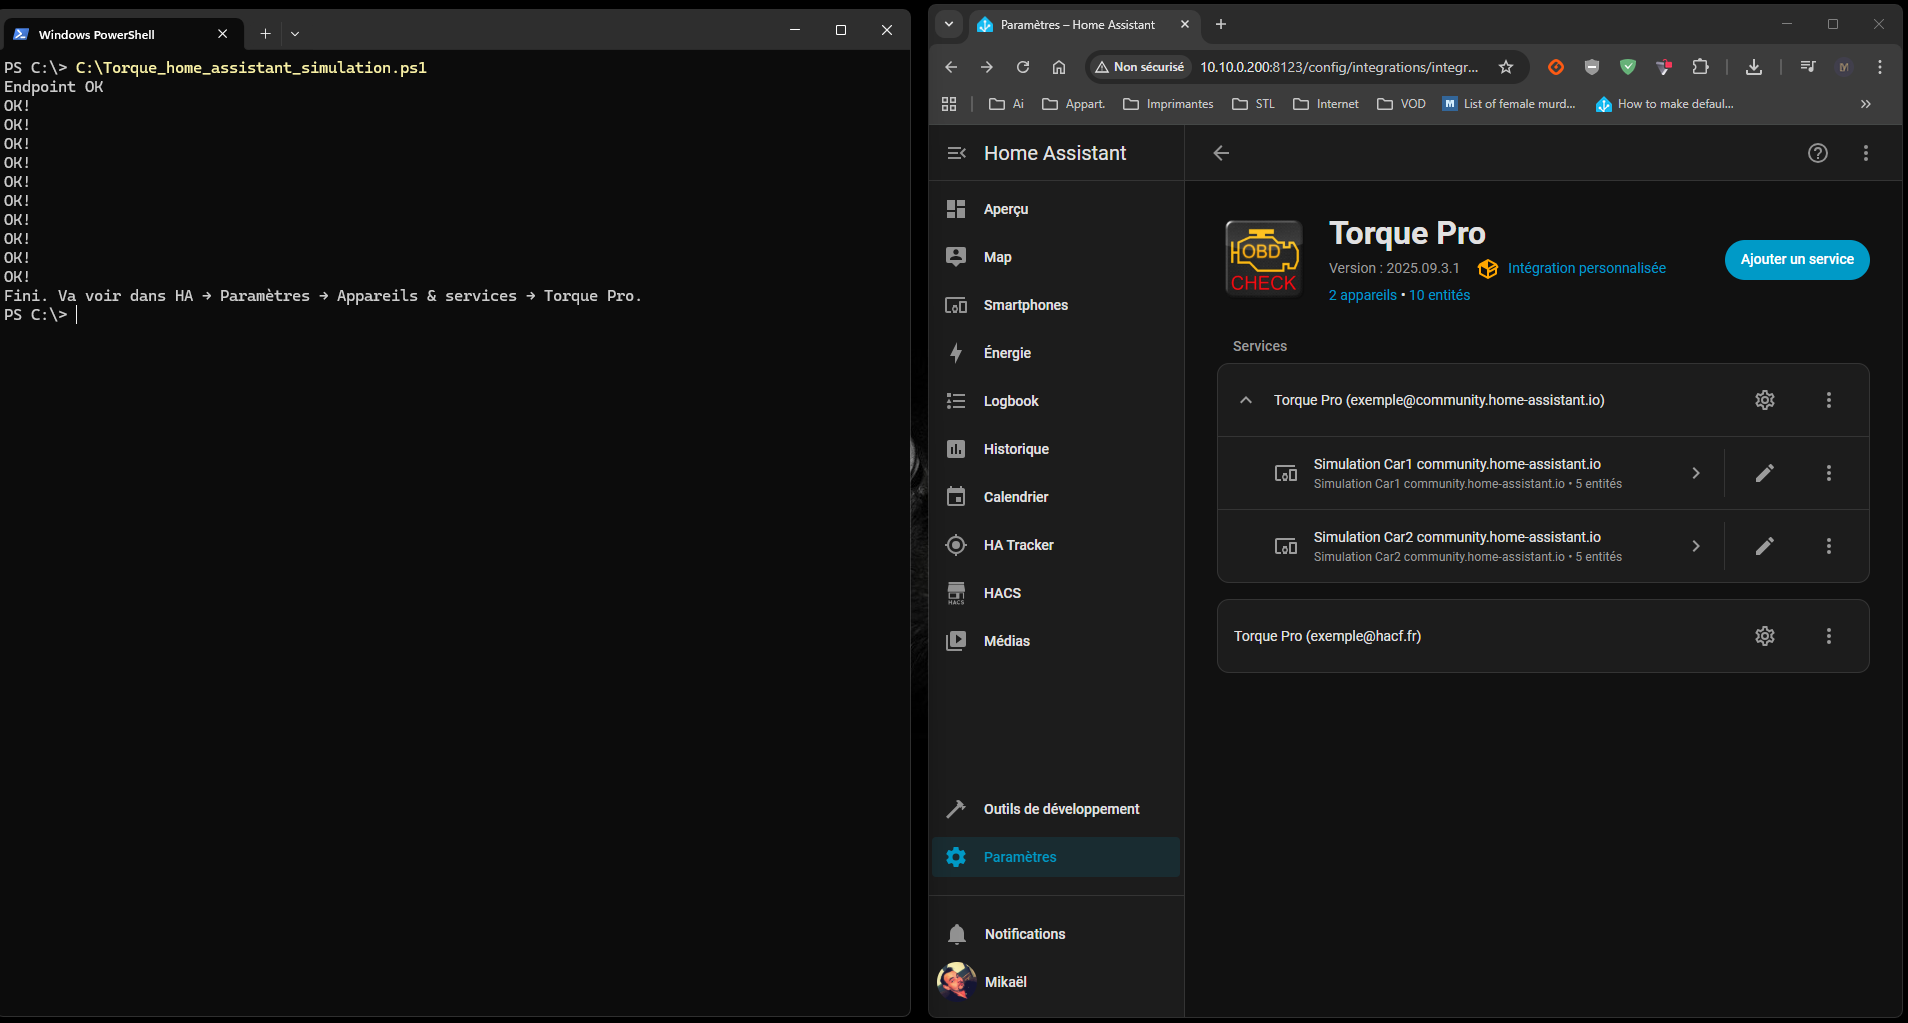 Windows PowerShell
PS C:\> C:\Torque_home_assistant_simulation.ps1
Endpoint OK
OK!
OK!
OK!
OK!
OK!
OK!
OK!
OK!
OK!
OK!
Fini. Va voir dans HA → Paramètres → Appareils & services → Torque Pro.
PS C:\>
Paramètres – Home Assistant
Non sécurisé 10.10.0.200:8123/config/integrations/integr...
M
Ai Appart. Imprimantes STL Internet VOD M List of female murd... How to make defaul...
Home Assistant
Aperçu
Map
Smartphones
Énergie
Logbook
Historique
Calendrier
HA Tracker
HACS
HACS
Médias
Outils de développement
Paramètres
Notifications
Mikaël
OBD
CHECK
Torque Pro
Version : 2025.09.3.1 Intégration personnalisée
2 appareils • 10 entités
Ajouter un service
Services
Torque Pro (exemple@community.home-assistant.io)
Simulation Car1 community.home-assistant.io
Simulation Car1 community.home-assistant.io • 5 entités
Simulation Car2 community.home-assistant.io
Simulation Car2 community.home-assistant.io • 5 entités
Torque Pro (exemple@hacf.fr)